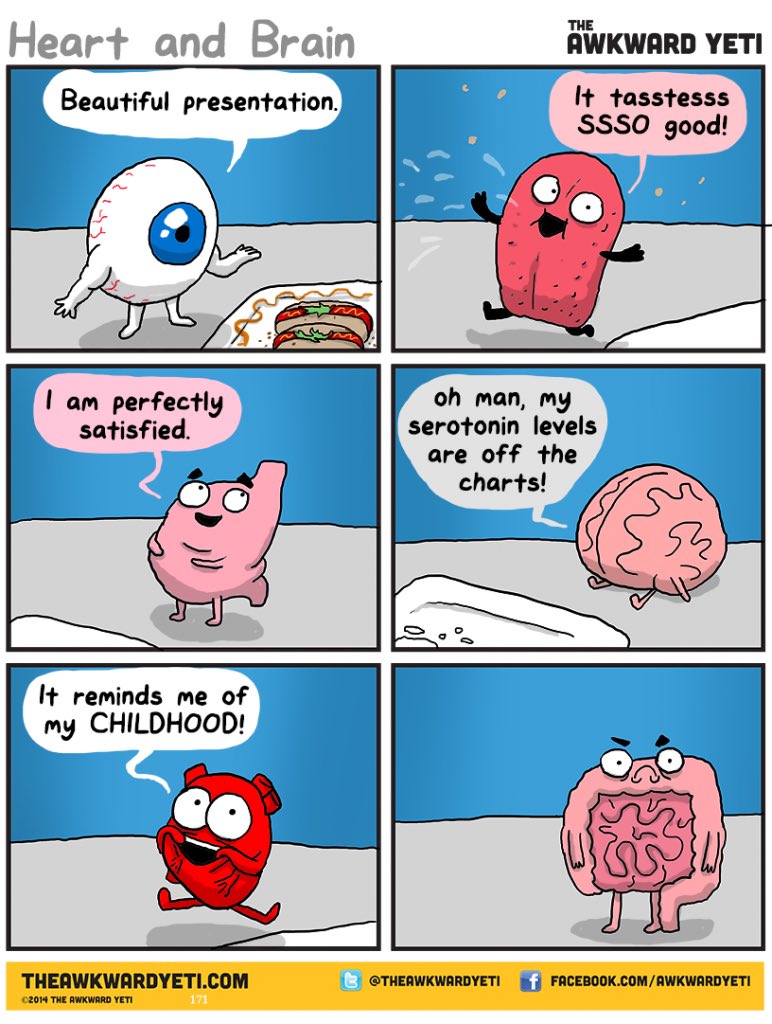 Heart and Brain
THE
AWKWARD YETI
Beautiful presentation.
It tasstesss
SSSO good!
I am perfectly
satisfied.
oh man, my
serotonin levels
are off the
charts!
It reminds me of
my CHILDHOOD!
THEAWKWARDYETI.COM
©2014 THE AWKWARD YETI
171
@THEAWKWARDYETI
FACEBOOK.COM/AWKWARDYETI